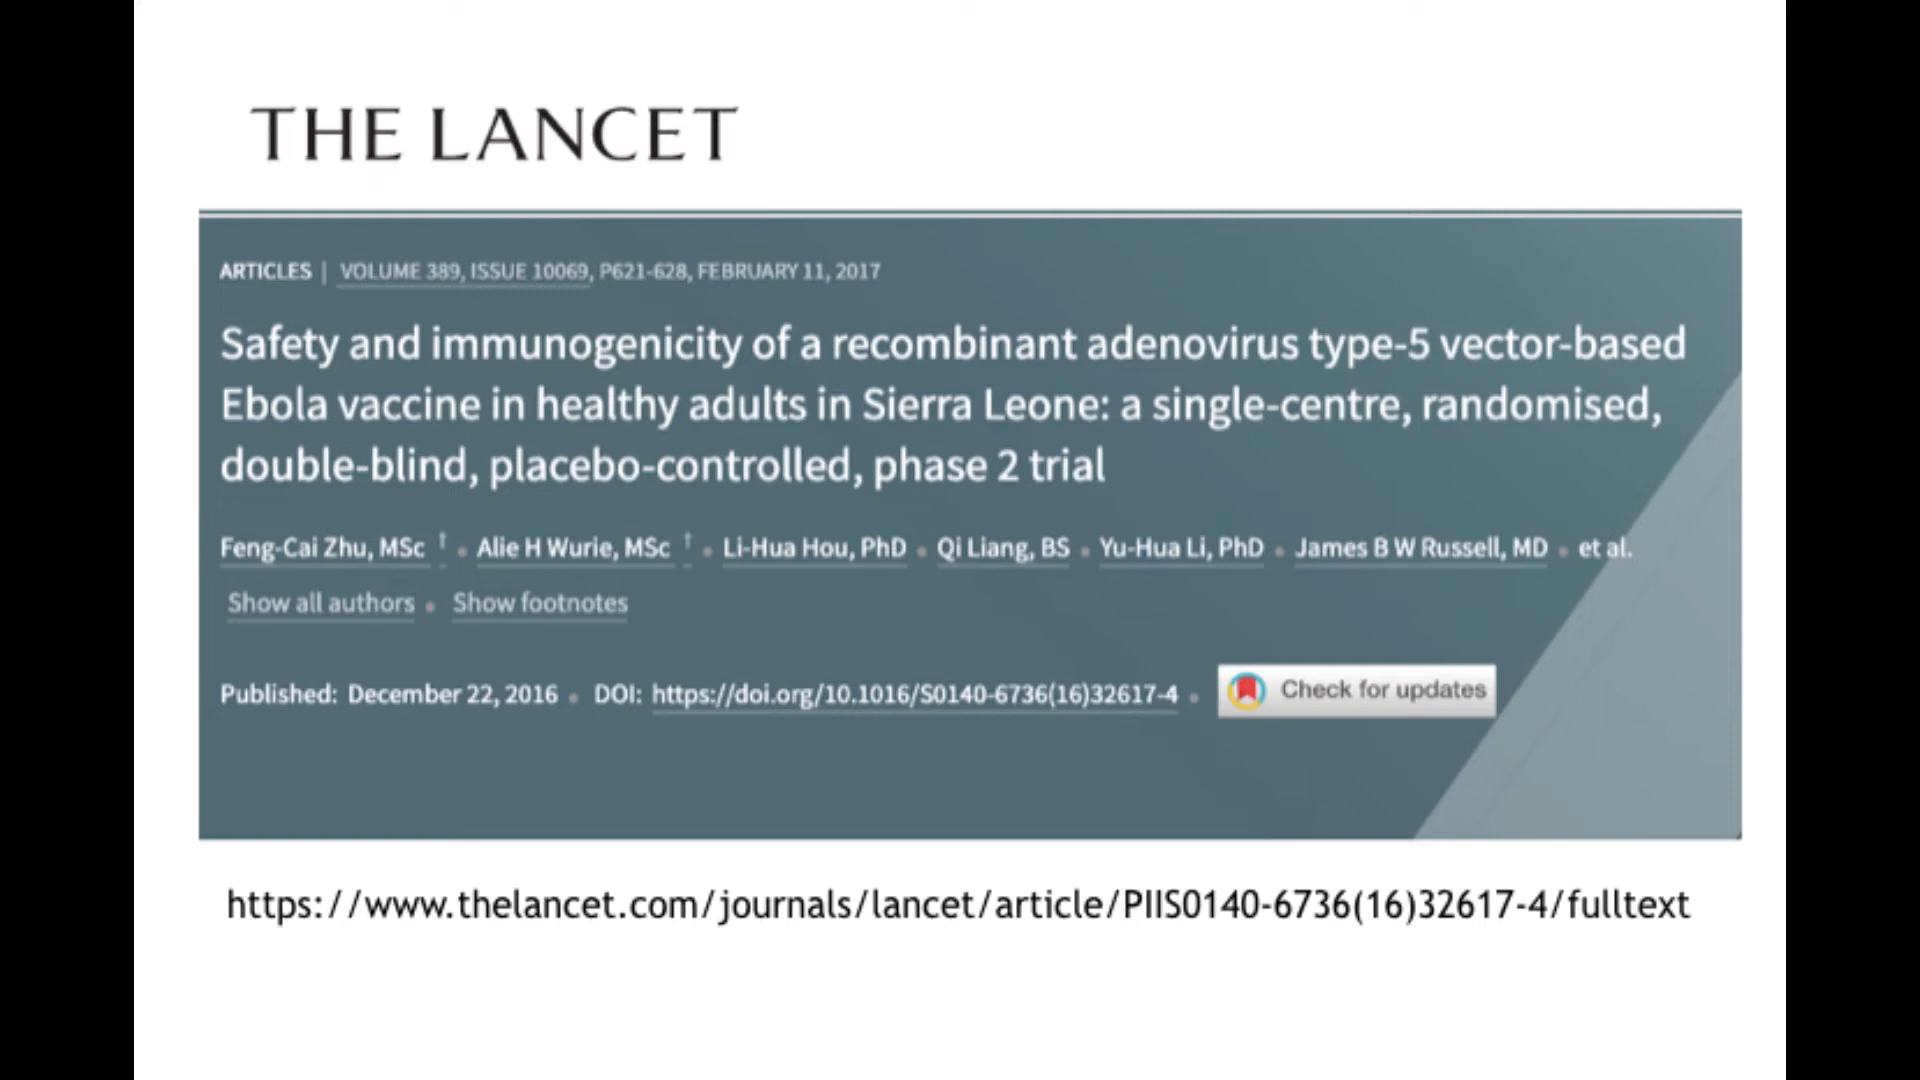 THE LANCET
ARTICLES | VOLUME 389, ISSUE 10069, P621-628, FEBRUARY 11, 2017
Safety and immunogenicity of a recombinant adenovirus type-5 vector-based
Ebola vaccine in healthy adults in Sierra Leone: a single-centre, randomised,
double-blind, placebo-controlled, phase 2 trial
Feng-Cai Zhu, MSc † • Alie H Wurie, MSc † • Li-Hua Hou, PhD • Qi Liang, BS • Yu-Hua Li, PhD • James B W Russell, MD • et al.
Show all authors • Show footnotes
Published: December 22, 2016 • DOI: https://doi.org/10.1016/S0140-6736(16)32617-4 • Check for updates
https://www.thelancet.com/journals/lancet/article/PIIS0140-6736(16)32617-4/fulltext